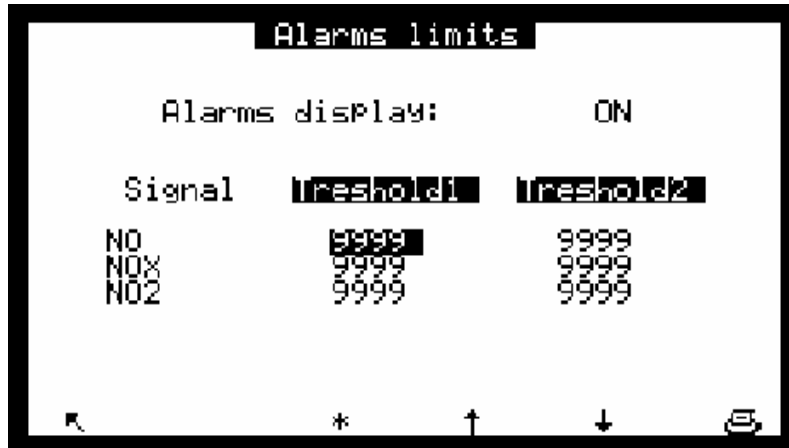 Alarms limits
Alarms display: ON
Signal Treshold1 Treshold2
NO 9999 9999
NOX 9999 9999
NO2 9999 9999
* ↑ ↓